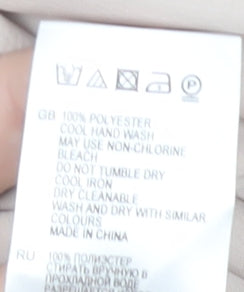 P
GB 100% POLYESTER
COOL HAND WASH
MAY USE NON-CHLORINE
BLEACH
DO NOT TUMBLE DRY
COOL IRON
DRY CLEANABLE
WASH AND DRY WITH SIMILAR
COLOURS
MADE IN CHINA
RU 100% ПОЛИЭСТЕР
СТИРАТЬ ВРУЧНУЮ В
ПРОХЛАДНОЙ ВОДЕ